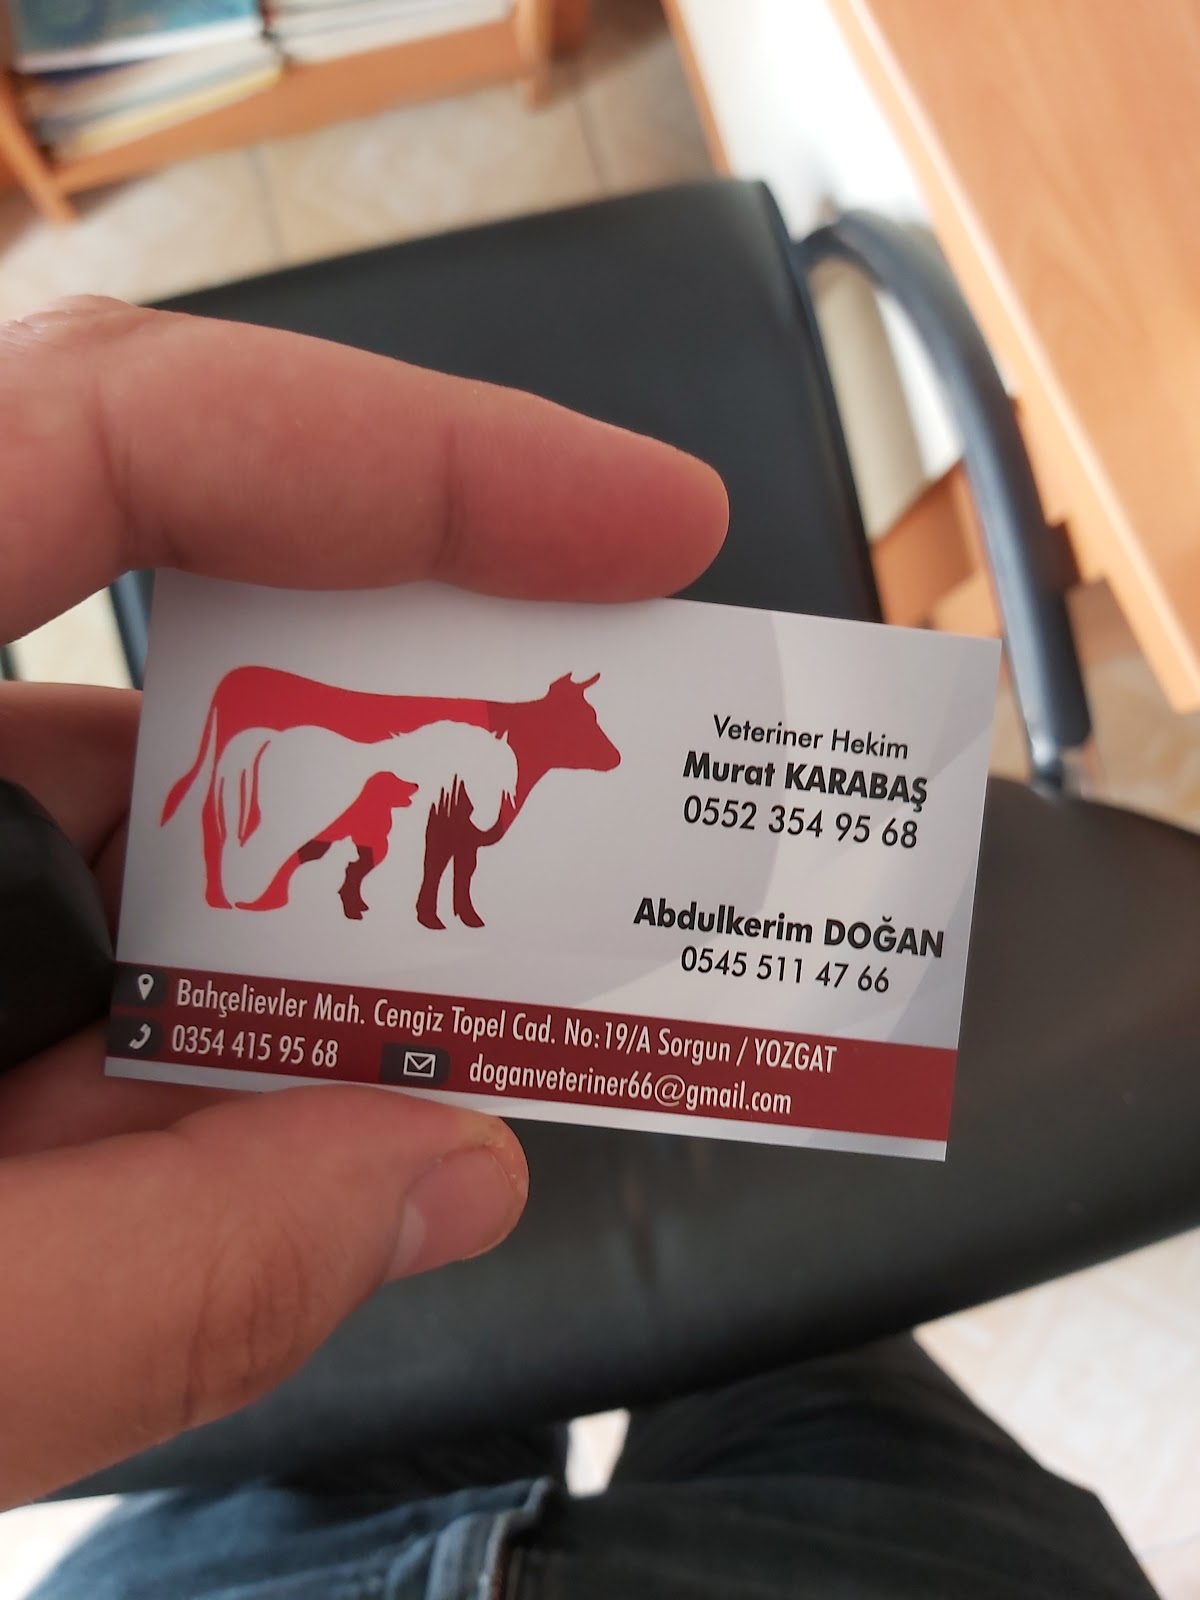 Veteriner Hekim
Murat KARABAŞ
0552 354 95 68
Abdulkerim DOĞAN
0545 511 47 66
Bahçelievler Mah. Cengiz Topel Cad. No:19/A Sorgun / YOZGAT
0354 415 95 68
doganveteriner66@gmail.com